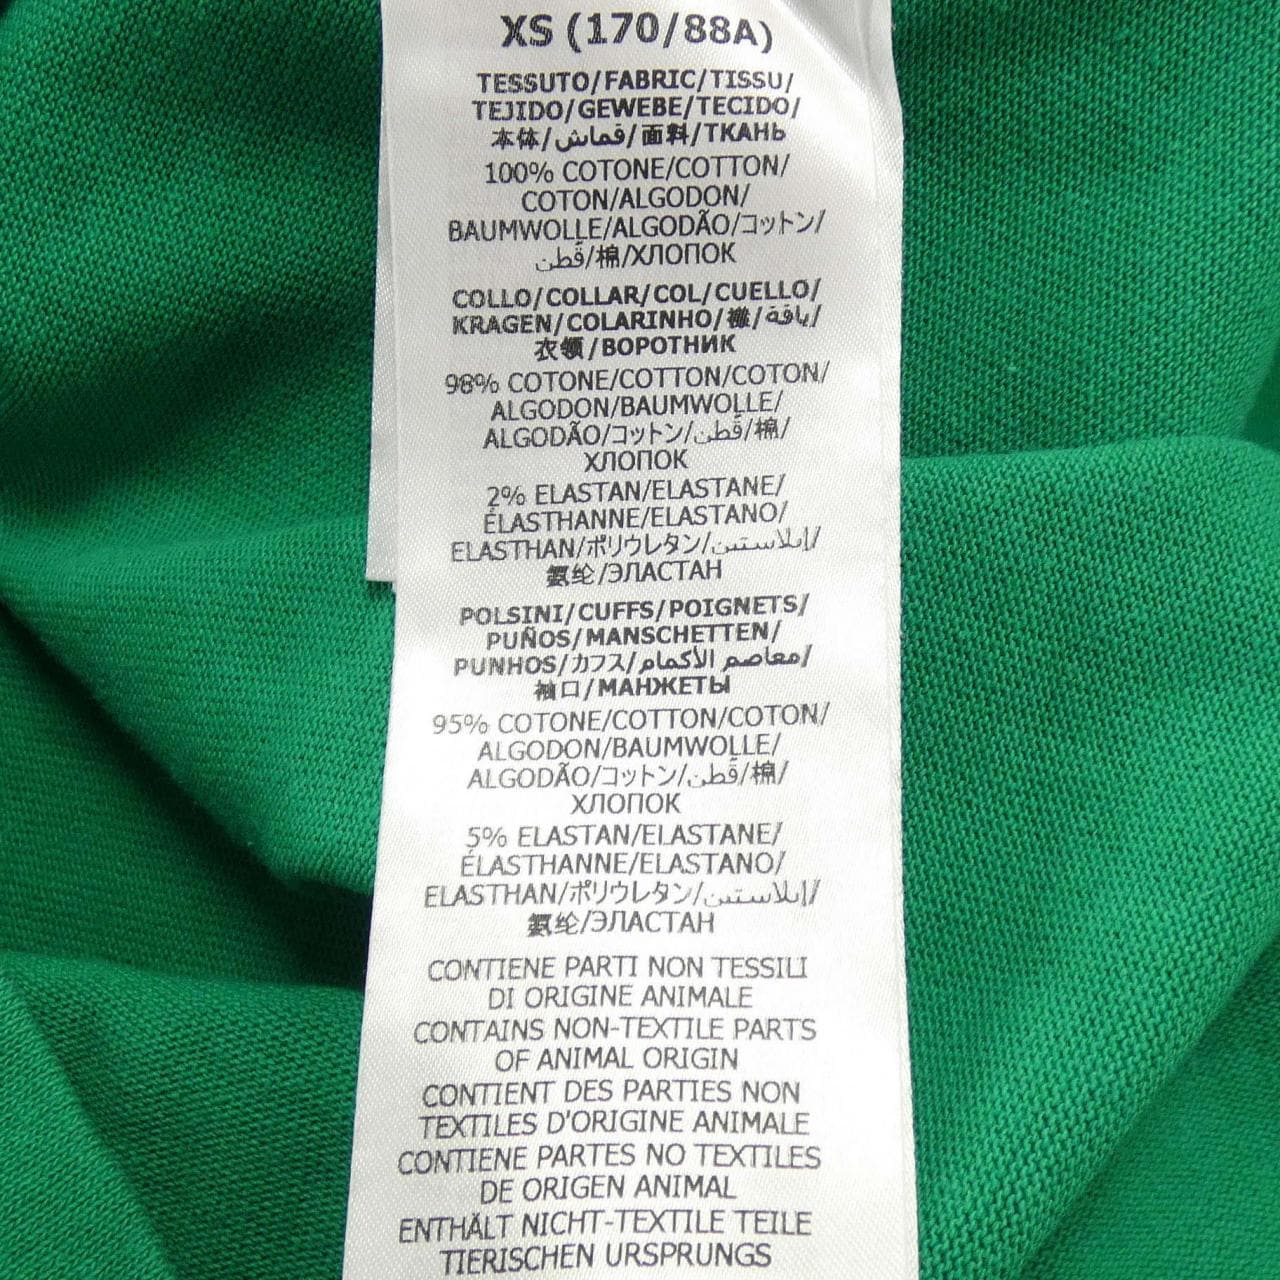 XS (170/88A)
TESSUTO/FABRIC/TISSU/
TEJIDO/GEWEBE/TECIDO/
本体/قماش/面料/ТКАНЬ
100% COTONE/COTTON/
COTON/ALGODON/
BAUMWOLLE/ALGODÃO/コットン/
قُطن/棉/ХЛОПОК
COLLO/COLLAR/COL/CUELLO/
KRAGEN/COLARINHO/襟/ياقة/
衣领/ВОРОТНИК
98% COTONE/COTTON/COTON/
ALGODON/BAUMWOLLE/
ALGODÃO/コットン/قُطن/棉/
ХЛОПОК
2% ELASTAN/ELASTANE/
ÉLASTHANNE/ELASTANO/
ELASTHAN/ポリウレタン/إيلاستين/
氨纶/ЭЛАСТАН
POLSINI/CUFFS/POIGNETS/
PUÑOS/MANSCHETTEN/
PUNHOS/カフス/معاصم الأكمام/
袖口/МАНЖЕТЫ
95% COTONE/COTTON/COTON/
ALGODON/BAUMWOLLE/
ALGODÃO/コットン/قُطن/棉/
ХЛОПОК
5% ELASTAN/ELASTANE/
ÉLASTHANNE/ELASTANO/
ELASTHAN/ポリウレタン/إيلاستين/
氨纶/ЭЛАСТАН
CONTIENE PARTI NON TESSILI
DI ORIGINE ANIMALE
CONTAINS NON-TEXTILE PARTS
OF ANIMAL ORIGIN
CONTIENT DES PARTIES NON
TEXTILES D'ORIGINE ANIMALE
CONTIENE PARTES NO TEXTILES
DE ORIGEN ANIMAL
ENTHÄLT NICHT-TEXTILE TEILE
TIERISCHEN URSPRUNGS